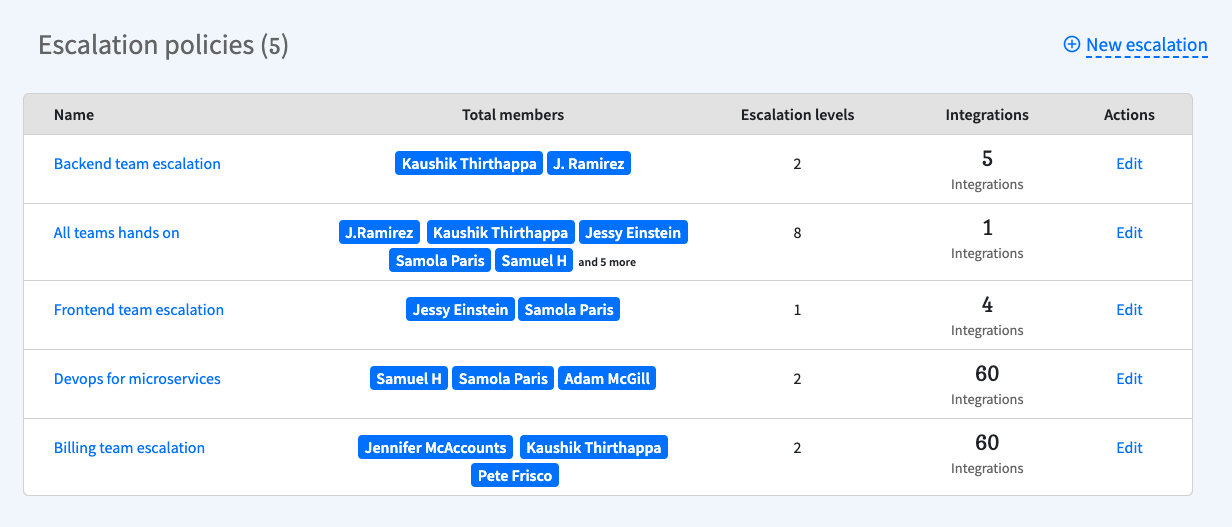 Escalation policies (5)
New escalation
Name Total members Escalation levels Integrations Actions
Backend team escalation Kaushik Thirthappa J. Ramirez 2 5 Edit
Integrations
All teams hands on J.Ramirez Kaushik Thirthappa Jessy Einstein 8 1 Edit
Samola Paris Samuel H and 5 more Integrations
Frontend team escalation Jessy Einstein Samola Paris 1 4 Edit
Integrations
Devops for microservices Samuel H Samola Paris Adam McGill 2 60 Edit
Integrations
Billing team escalation Jennifer McAccounts Kaushik Thirthappa 2 60 Edit
Pete Frisco Integrations